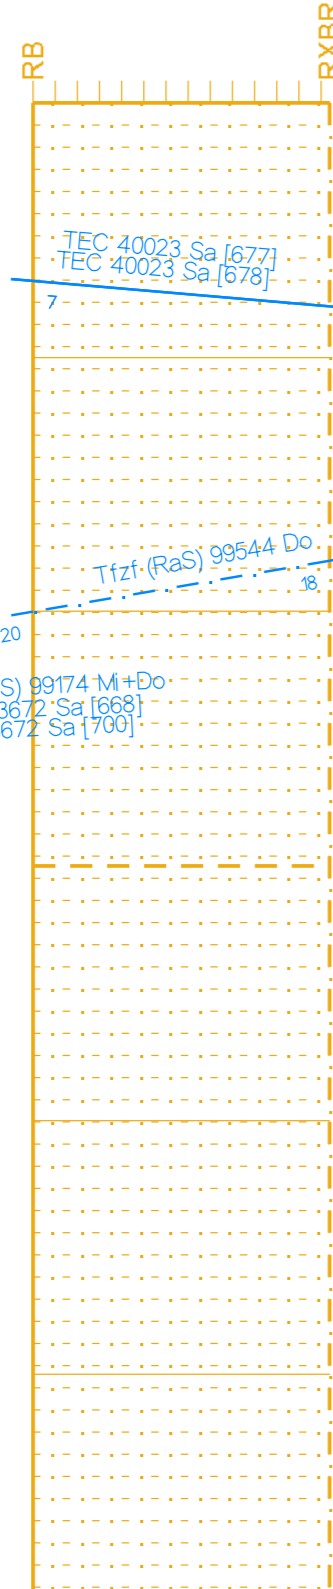 RB
RXBR
TEC 40023 Sa [677]
TEC 40023 Sa [678]
7
Tfzf (RaS) 99544 Do
18
20
S) 99174 Mi+Do
3672 Sa [668]
672 Sa [700]